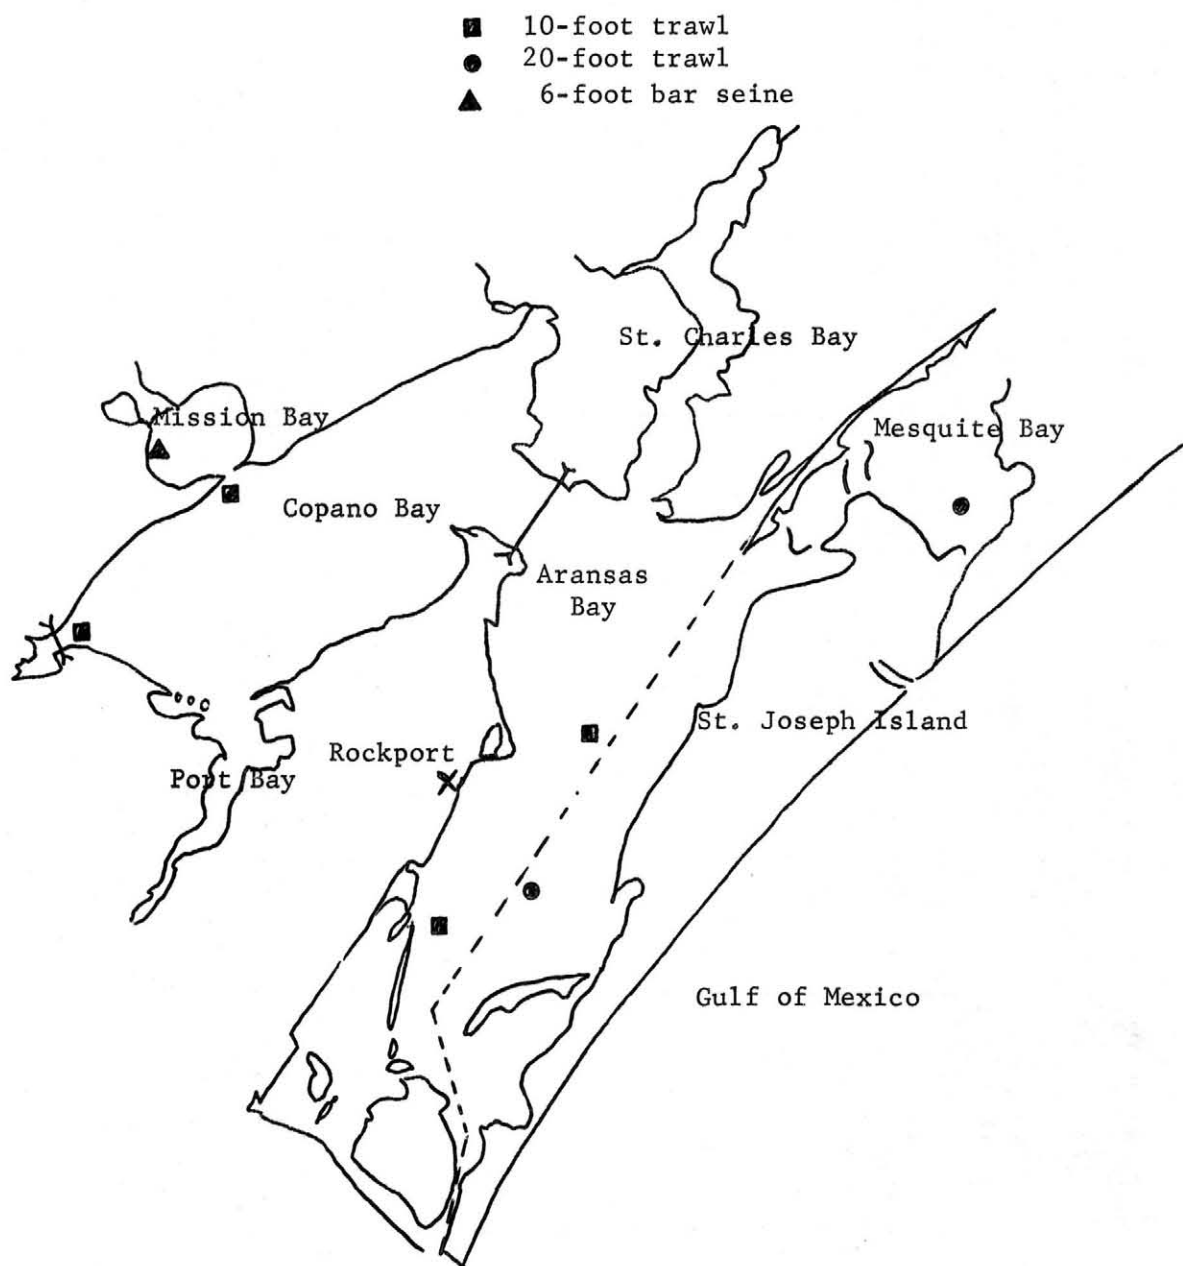 10-foot trawl
20-foot trawl
6-foot bar seine
St. Charles Bay
Mission Bay
Mesquite Bay
Copano Bay
Aransas
Bay
St. Joseph Island
Rockport
Port Bay
Gulf of Mexico